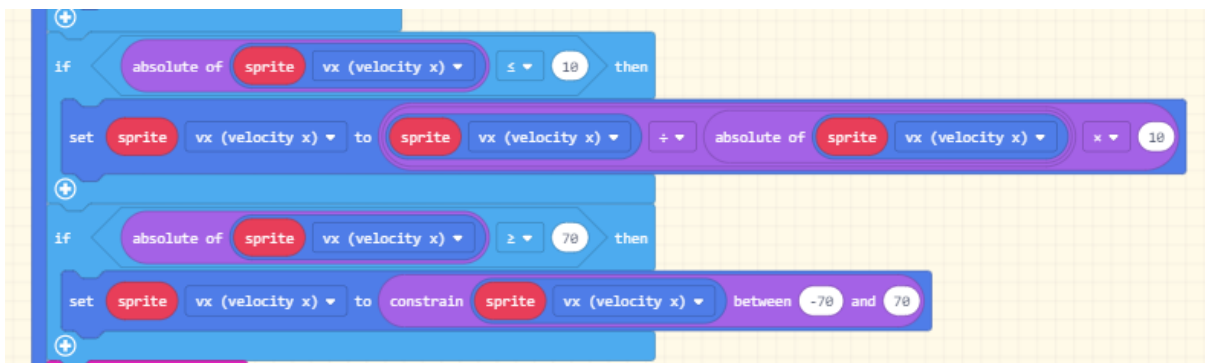 if absolute of sprite vx (velocity x) ≤ 10 then
set sprite vx (velocity x) to sprite vx (velocity x) ÷ absolute of sprite vx (velocity x) × 10
if absolute of sprite vx (velocity x) ≥ 70 then
set sprite vx (velocity x) to constrain sprite vx (velocity x) between -70 and 70